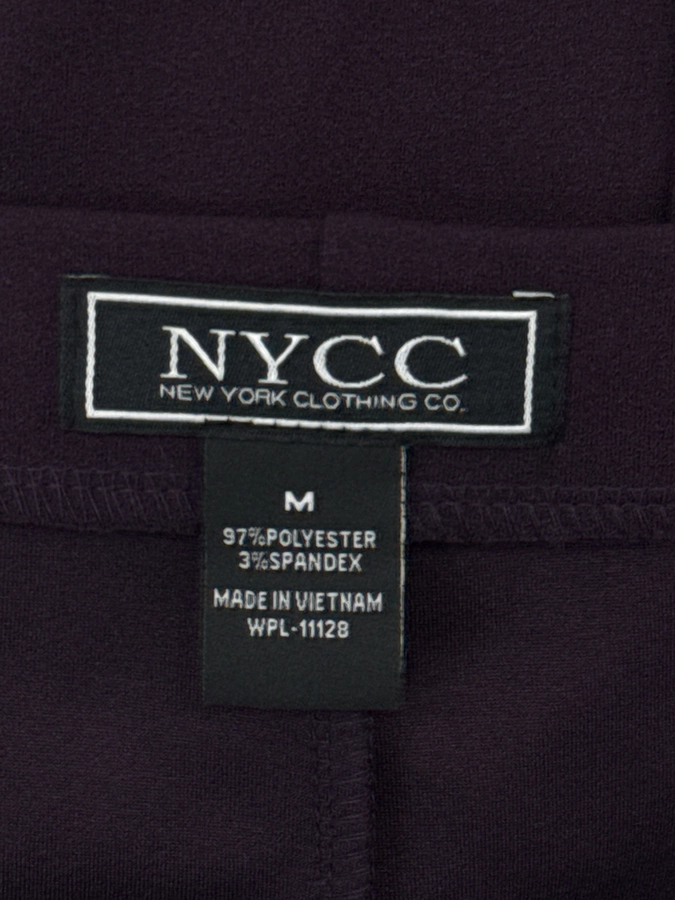 NYCC
NEW YORK CLOTHING CO.
M
97%POLYESTER
3%SPANDEX
MADE IN VIETNAM
WPL-11128